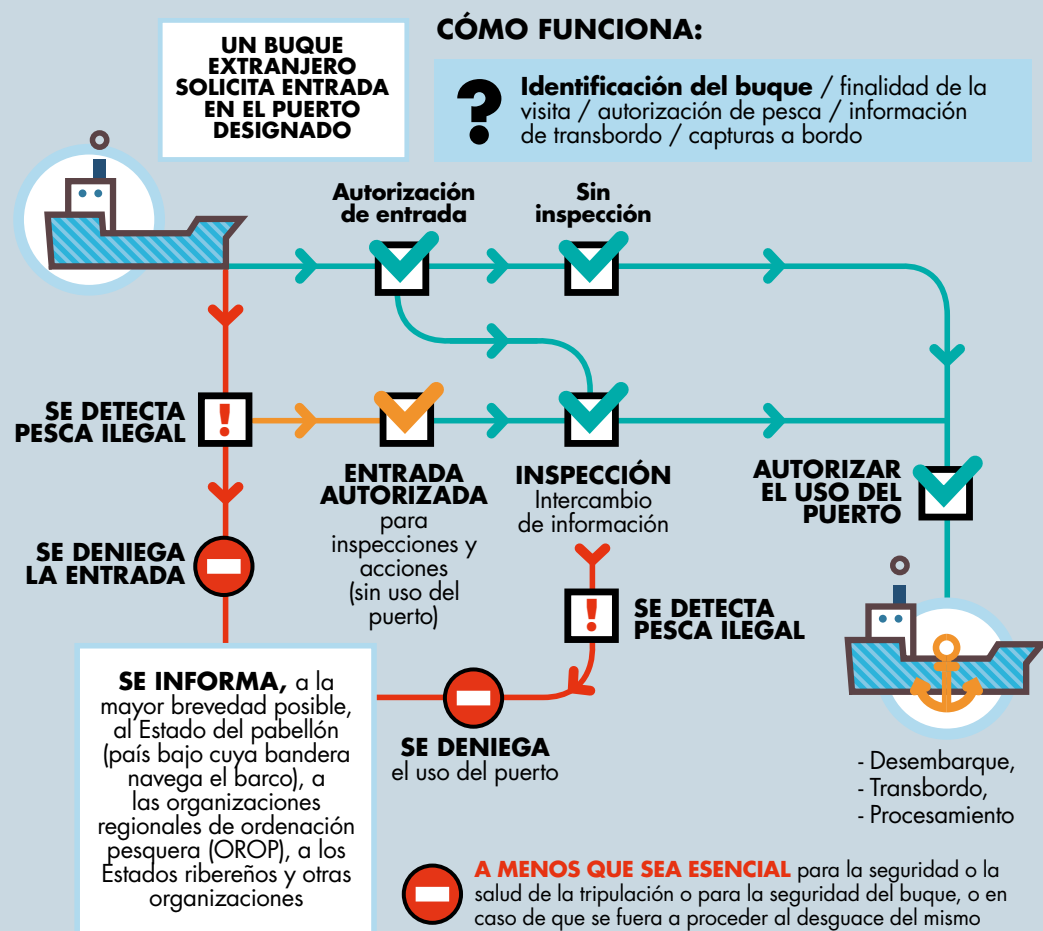 UN BUQUE
EXTRANJERO
SOLICITA ENTRADA
EN EL PUERTO
DESIGNADO
CÓMO FUNCIONA:
?
Identificación del buque / finalidad de la
visita / autorización de pesca / información
de transbordo / capturas a bordo
Autorización
de entrada
Sin
inspección
SE DETECTA
PESCA ILEGAL
!
ENTRADA
AUTORIZADA
para
inspecciones y
acciones
(sin uso del
puerto)
INSPECCIÓN
Intercambio
de información
AUTORIZAR
EL USO DEL
PUERTO
SE DENIEGA
LA ENTRADA
!
SE DETECTA
PESCA ILEGAL
SE INFORMA, a la
mayor brevedad posible,
al Estado del pabellón
(país bajo cuya bandera
navega el barco), a
las organizaciones
regionales de ordenación
pesquera (OROP), a los
Estados ribereños y otras
organizaciones
SE DENIEGA
el uso del puerto
- Desembarque,
- Transbordo,
- Procesamiento
A MENOS QUE SEA ESENCIAL para la seguridad o la
salud de la tripulación o para la seguridad del buque, o en
caso de que se fuera a proceder al desguace del mismo